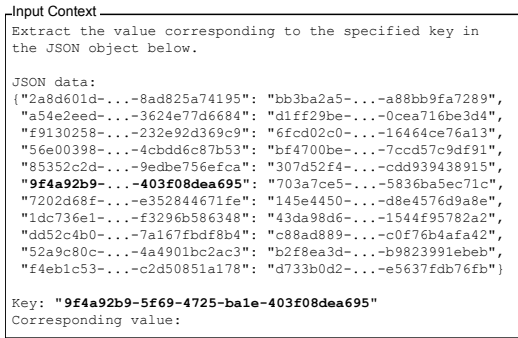 Input Context
Extract the value corresponding to the specified key in
the JSON object below.
JSON data:
{"2a8d601d-...-8ad825a74195": "bb3ba2a5-...-a88bb9fa7289",
"a54e2eed-...-3624e77d6684": "d1ff29be-...-0cea716be3d4",
"f9130258-...-232e92d369c9": "6fcd02c0-...-16464ce76a13",
"56e00398-...-4cbdd6c87b53": "bf4700be-...-7ccd57c9df91",
"85352c2d-...-9edbe756efca": "307d52f4-...-cdd939438915",
"9f4a92b9-...-403f08dea695": "703a7ce5-...-5836ba5ec71c",
"7202d68f-...-e352844671fe": "145e4450-...-d8e4576d9a8e",
"1dc736e1-...-f3296b586348": "43da98d6-...-1544f95782a2",
"dd52c4b0-...-7a167fbdf8b4": "c88ad889-...-c0f76b4afa42",
"52a9c80c-...-4a4901bc2ac3": "b2f8ea3d-...-b9823991ebeb",
"f4eb1c53-...-c2d50851a178": "d733b0d2-...-e5637fdb76fb"}
Key: "9f4a92b9-5f69-4725-ba1e-403f08dea695"
Corresponding value: